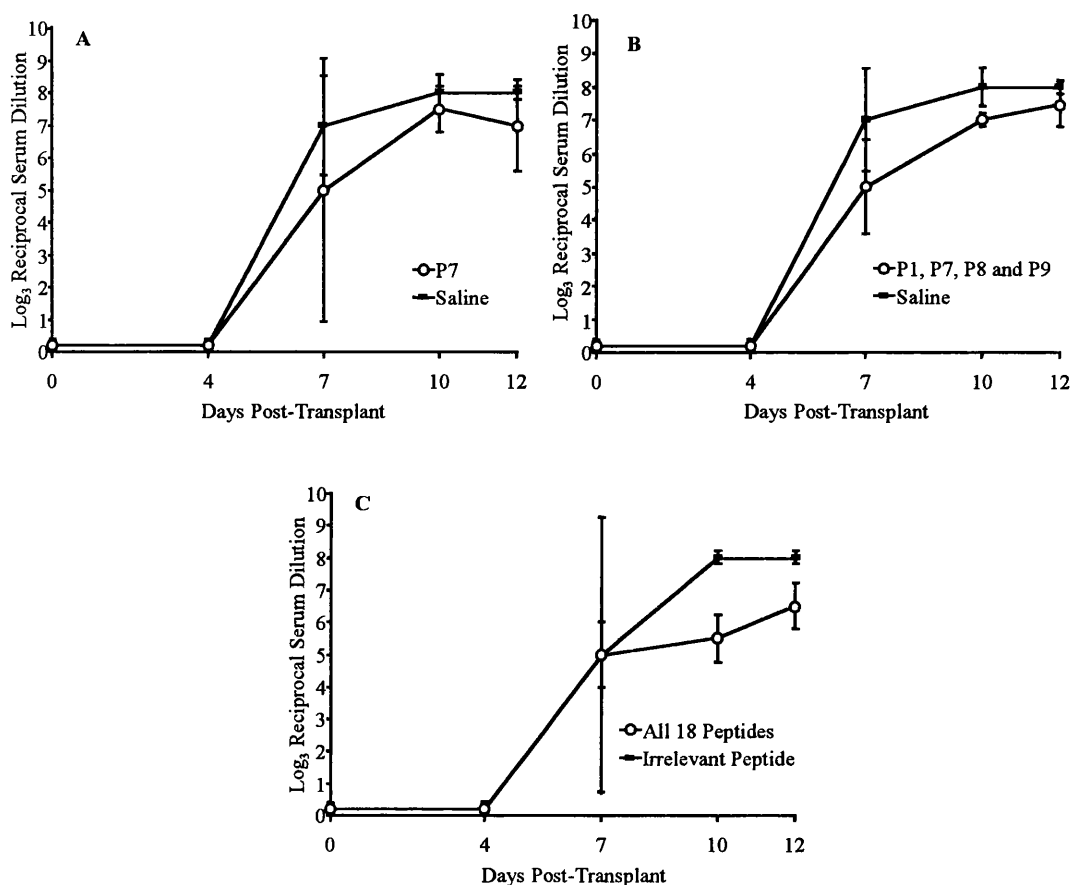 A
Log₃ Reciprocal Serum Dilution
10
9
8
7
6
5
4
3
2
1
0
P7
Saline
0 4 7 10 12
Days Post-Transplant
B
Log₃ Reciprocal Serum Dilution
10
9
8
7
6
5
4
3
2
1
0
P1, P7, P8 and P9
Saline
0 4 7 10 12
Days Post-Transplant
C
Log₃ Reciprocal Serum Dilution
10
9
8
7
6
5
4
3
2
1
0
All 18 Peptides
Irrelevant Peptide
0 4 7 10 12
Days Post-Transplant